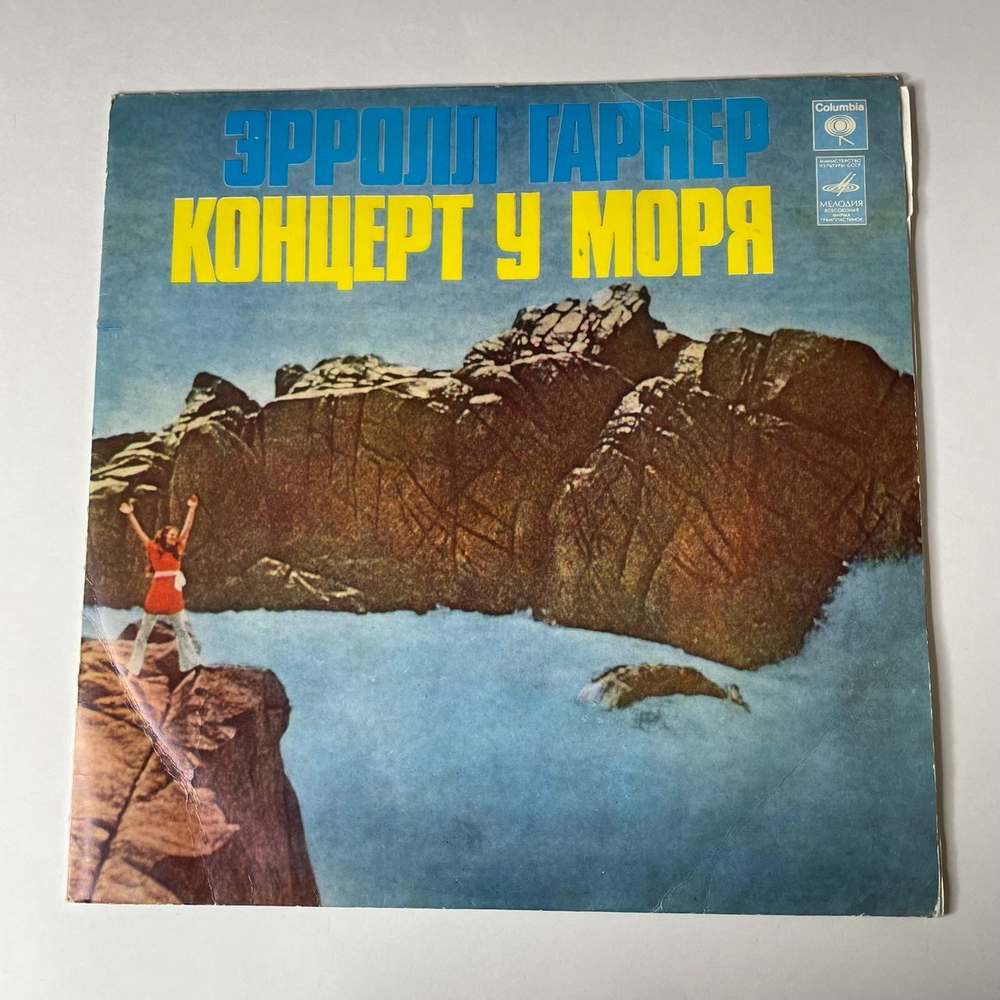 ЭРРОЛЛ ГАРНЕР
КОНЦЕРТ У МОРЯ
Columbia
МИНИСТЕРСТВО
КУЛЬТУРЫ СССР
МЕЛОДИЯ
ВСЕСОЮЗНАЯ
ФИРМА
ГРАМПЛАСТИНОК